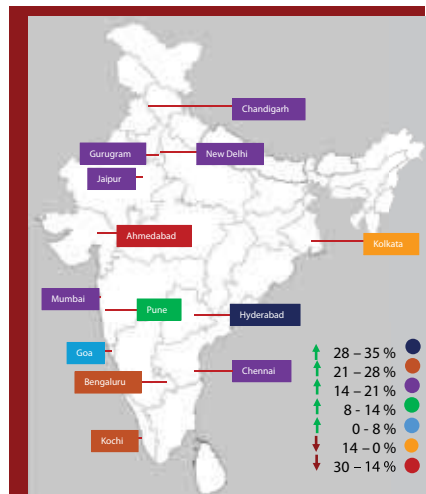 Chandigarh
Gurugram
New Delhi
Jaipur
Ahmedabad
Kolkata
Mumbai
Pune
Hyderabad
Goa
Chennai
Bengaluru
Kochi
28 – 35 %
21 – 28 %
14 – 21 %
8 - 14 %
0 - 8 %
14 – 0 %
30 – 14 %